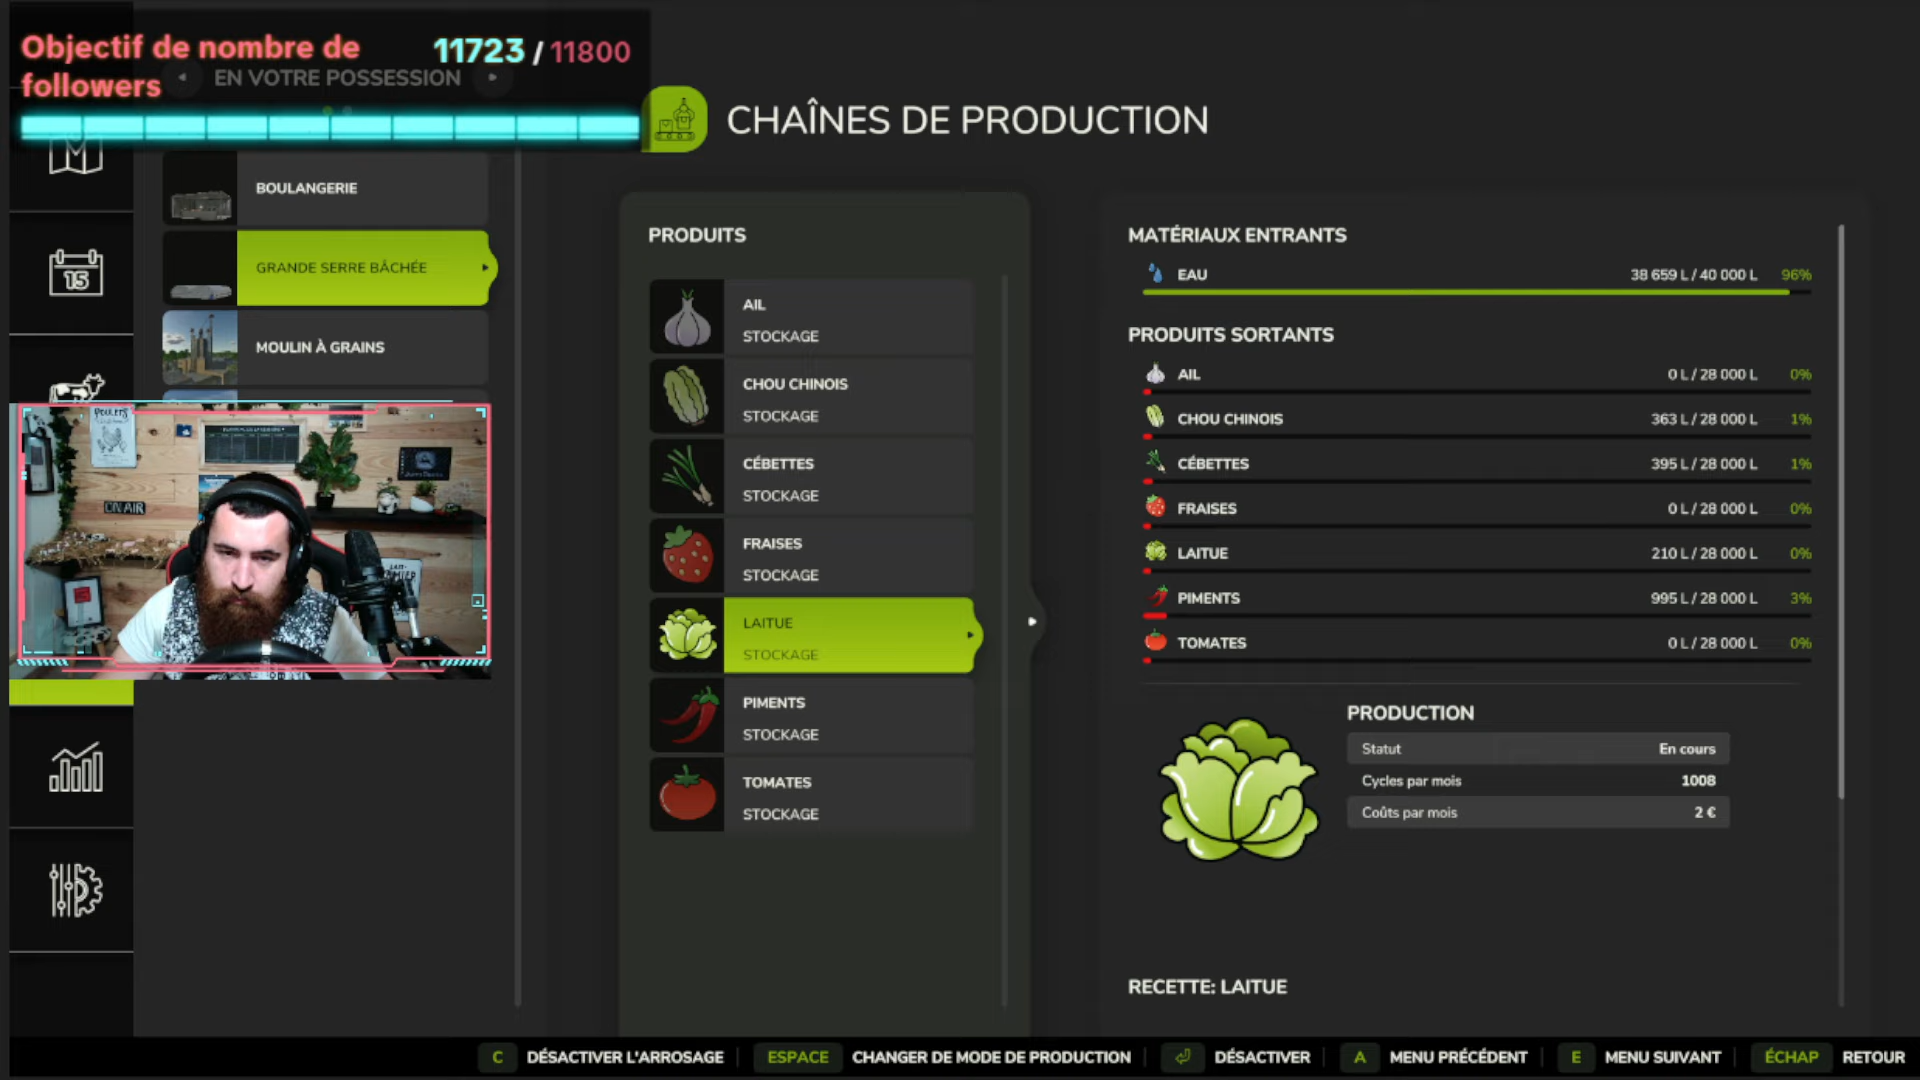 Objectif de nombre de
followers
11723 / 11800
EN VOTRE POSSESSION
CHAÎNES DE PRODUCTION
15
BOULANGERIE
GRANDE SERRE BÂCHÉE
MOULIN À GRAINS
POULETS
ON AIR
PRODUITS
AIL
STOCKAGE
CHOU CHINOIS
STOCKAGE
CÉBETTES
STOCKAGE
FRAISES
STOCKAGE
LAITUE
STOCKAGE
PIMENTS
STOCKAGE
TOMATES
STOCKAGE
MATÉRIAUX ENTRANTS
EAU 38 659 L / 40 000 L 96%
PRODUITS SORTANTS
AIL 0 L / 28 000 L 0%
CHOU CHINOIS 363 L / 28 000 L 1%
CÉBETTES 395 L / 28 000 L 1%
FRAISES 0 L / 28 000 L 0%
LAITUE 210 L / 28 000 L 0%
PIMENTS 995 L / 28 000 L 3%
TOMATES 0 L / 28 000 L 0%
PRODUCTION
Statut En cours
Cycles par mois 1008
Coûts par mois 2 €
RECETTE: LAITUE
C DÉSACTIVER L'ARROSAGE ESPACE CHANGER DE MODE DE PRODUCTION DÉSACTIVER A MENU PRÉCÉDENT E MENU SUIVANT ÉCHAP RETOUR